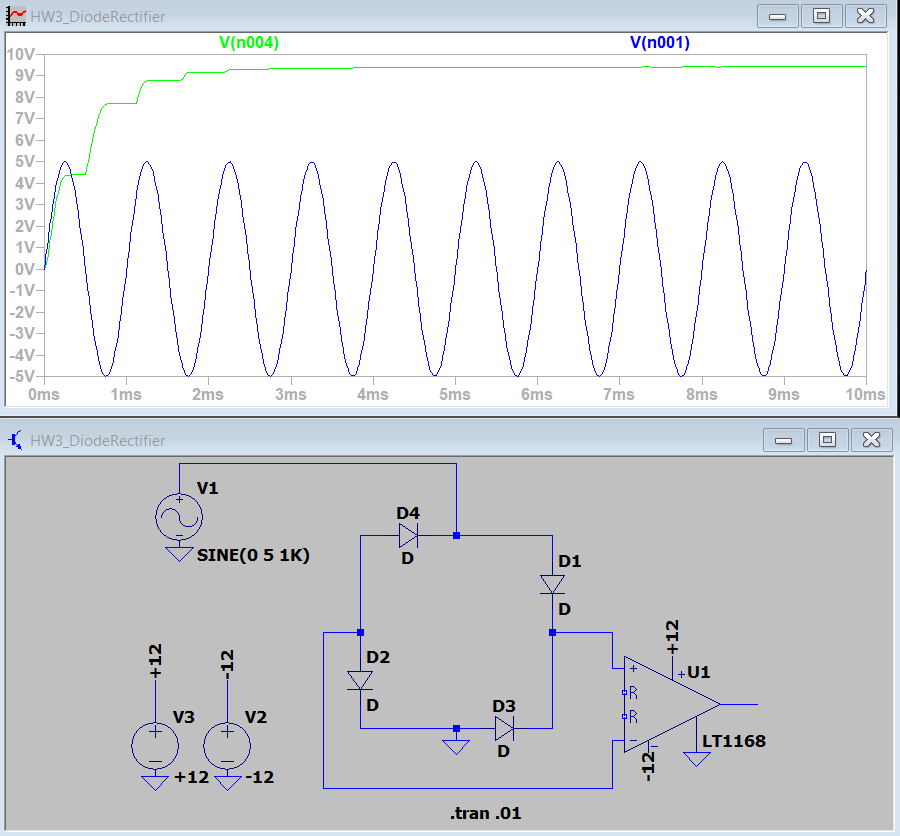 HW3_DiodeRectifier
V(n004) V(n001)
10V
9V
8V
7V
6V
5V
4V
3V
2V
1V
0V
-1V
-2V
-3V
-4V
-5V
0ms 1ms 2ms 3ms 4ms 5ms 6ms 7ms 8ms 9ms 10ms
HW3_DiodeRectifier
V1
SINE(0 5 1K)
D4
D
D1
D
D2
D
D3
D
+12
V3
+12
-12
V2
-12
+12
U1
R
R
LT1168
-12
.tran .01